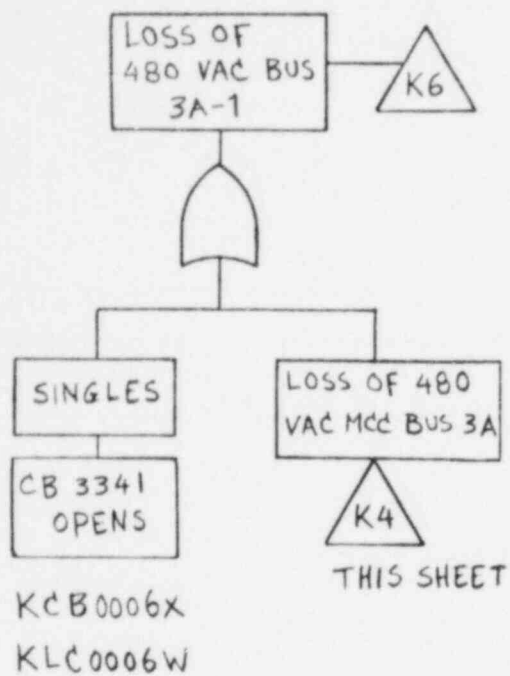 LOSS OF
480 VAC BUS
3A-1
K6
SINGLES
CB 3341
OPENS
KCB0006X
KLC0006W
LOSS OF 480
VAC MCC BUS 3A
K4
THIS SHEET